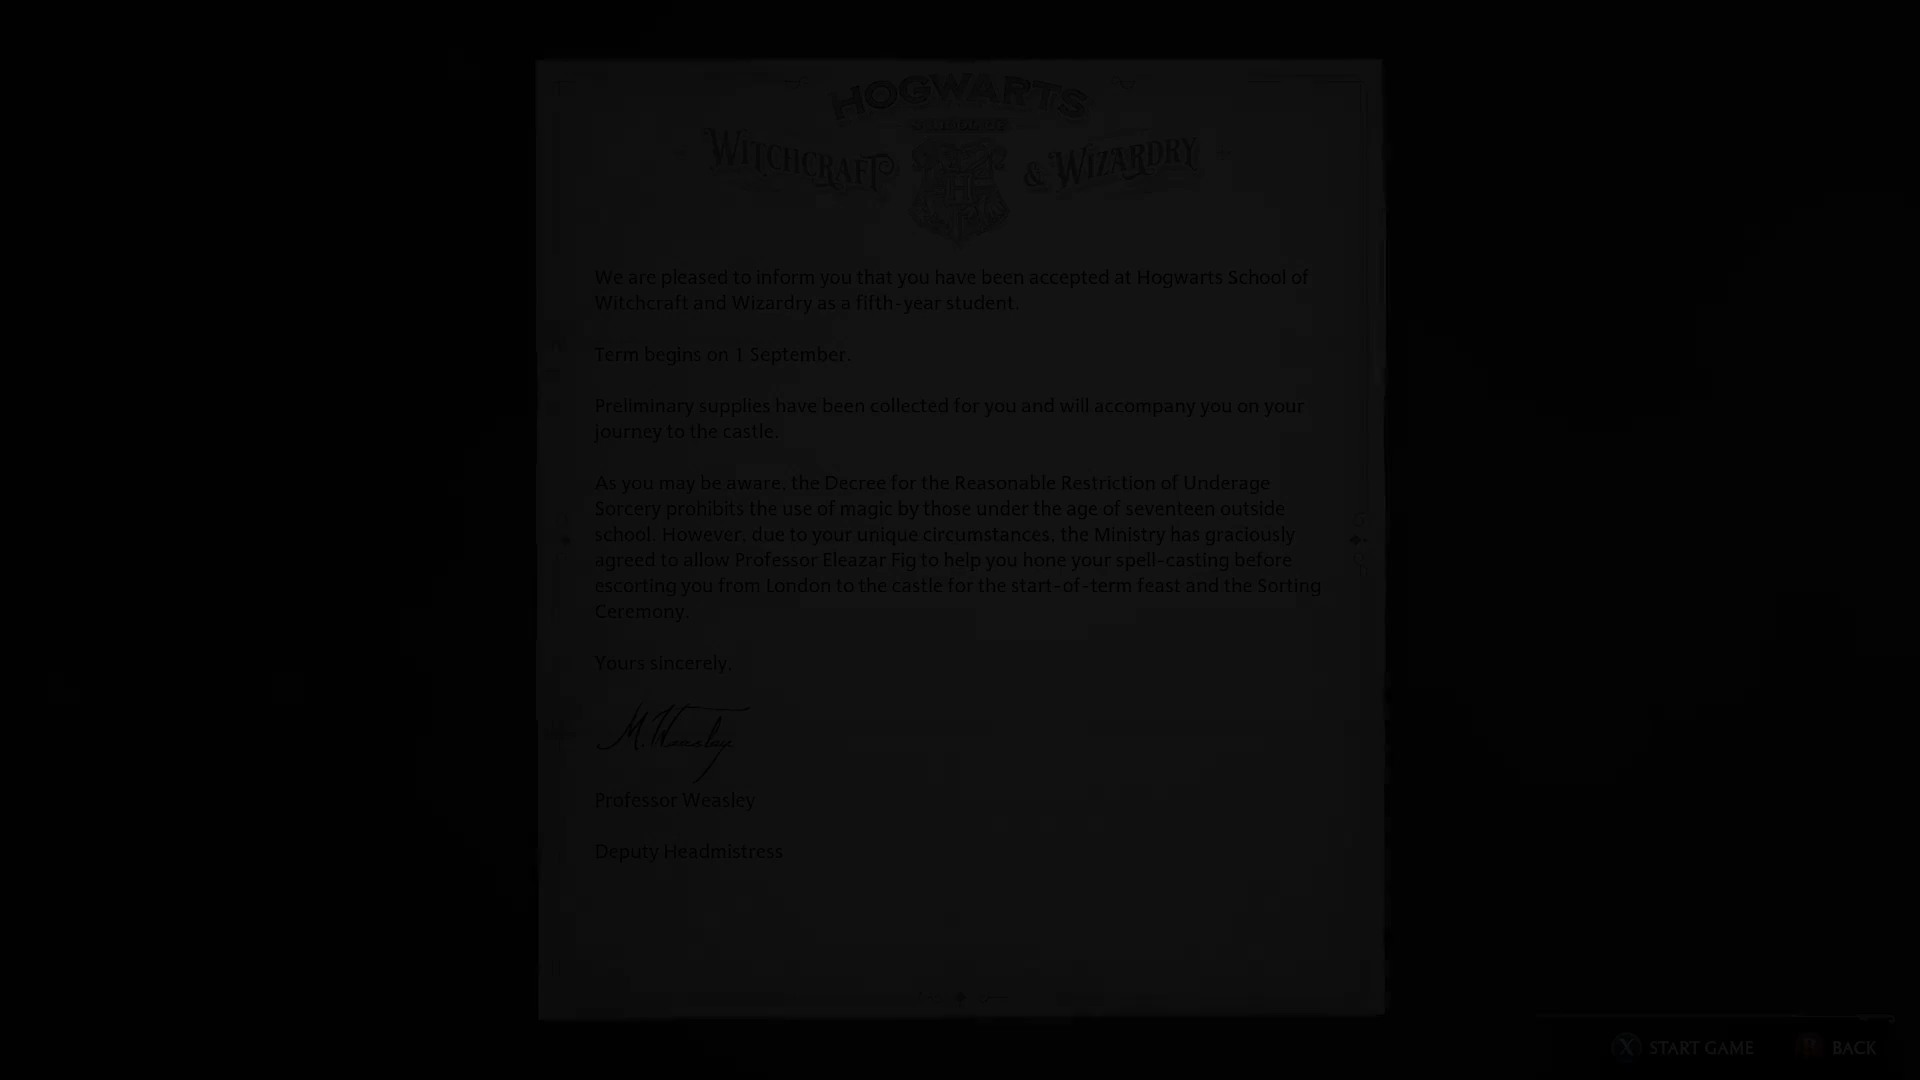 HOGWARTS
SCHOOL OF
WITCHCRAFT & WIZARDRY
H
We are pleased to inform you that you have been accepted at Hogwarts School of
Witchcraft and Wizardry as a fifth-year student.
Term begins on 1 September.
Preliminary supplies have been collected for you and will accompany you on your
journey to the castle.
As you may be aware, the Decree for the Reasonable Restriction of Underage
Sorcery prohibits the use of magic by those under the age of seventeen outside
school. However, due to your unique circumstances, the Ministry has graciously
agreed to allow Professor Eleazar Fig to help you hone your spell-casting before
escorting you from London to the castle for the start-of-term feast and the Sorting
Ceremony.
Yours sincerely,
M. Weasley
Professor Weasley
Deputy Headmistress
X START GAME B BACK